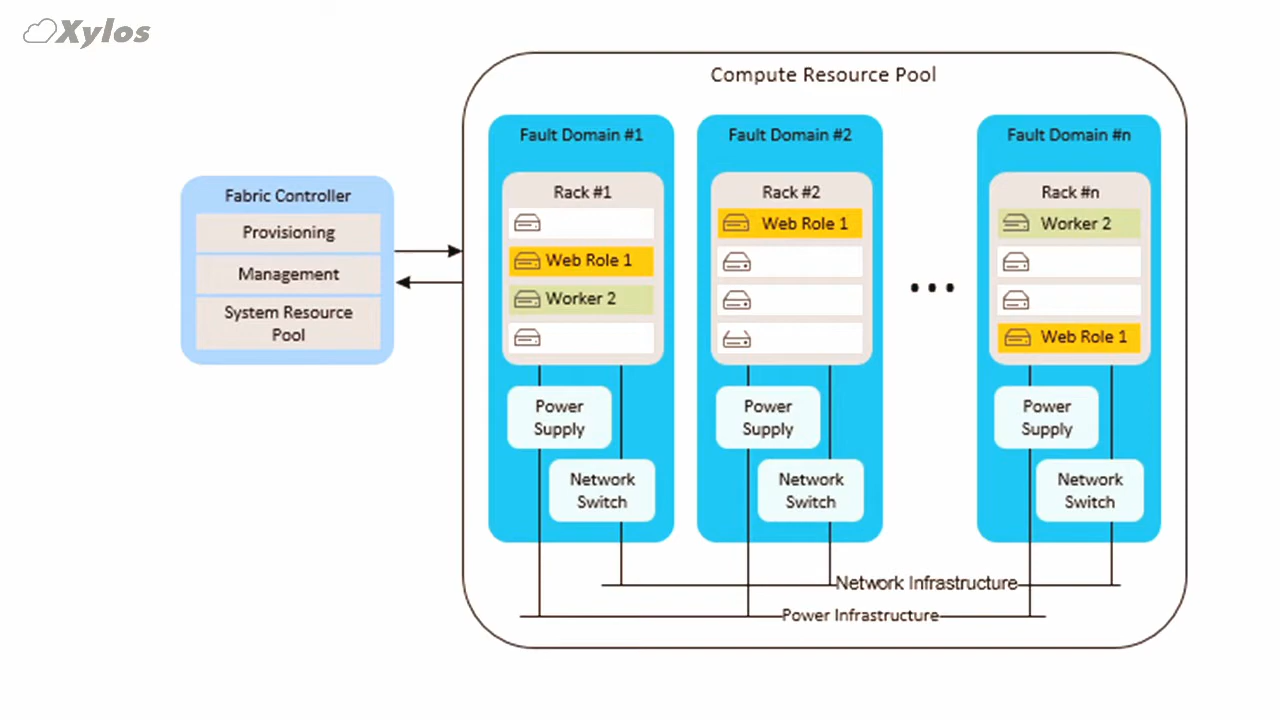 Xylos
Compute Resource Pool
Fabric Controller
Provisioning
Management
System Resource
Pool
Fault Domain #1
Rack #1
Web Role 1
Worker 2
Power
Supply
Network
Switch
Fault Domain #2
Rack #2
Web Role 1
Power
Supply
Network
Switch
Fault Domain #n
Rack #n
Worker 2
Web Role 1
Power
Supply
Network
Switch
Network Infrastructure
Power Infrastructure